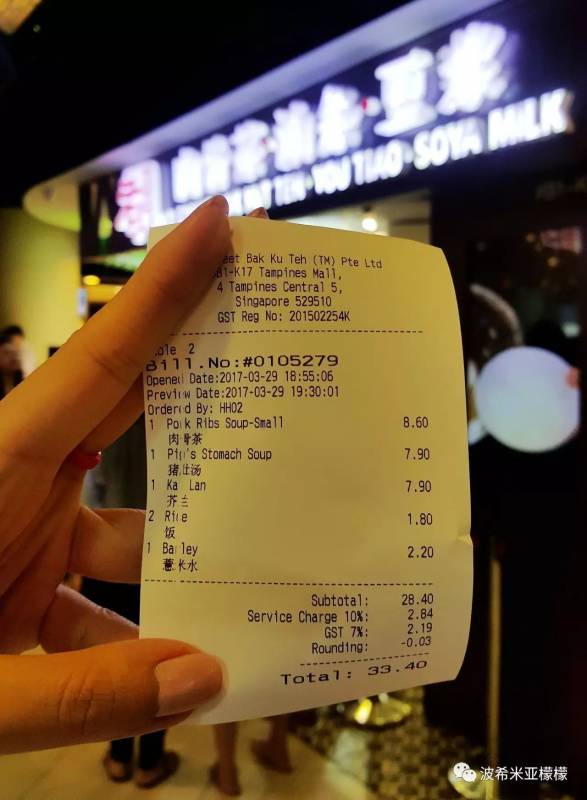 肉骨茶·油条·豆浆
TEH·YOU TIAO·SOYA MiLK
eet Bak Ku Teh (TM) Pte Ltd
B1-K17 Tampines Mall,
4 Tampines Central 5,
Singapore 529510
GST Reg No: 201502254K
ble 2
Bill.No:#0105279
Opened Date:2017-03-29 18:55:06
Preview Date:2017-03-29 19:30:01
Ordered By: HH02
1 Pork Ribs Soup-Small 8.60
肉骨茶
1 Pig's Stomach Soup 7.90
猪肚汤
1 Kai Lan 7.90
芥兰
2 Rice 1.80
饭
1 Barley 2.20
薏米水
Subtotal: 28.40
Service Charge 10%: 2.84
GST 7%: 2.19
Rounding: -0.03
Total: 33.40
波希米亚檬檬